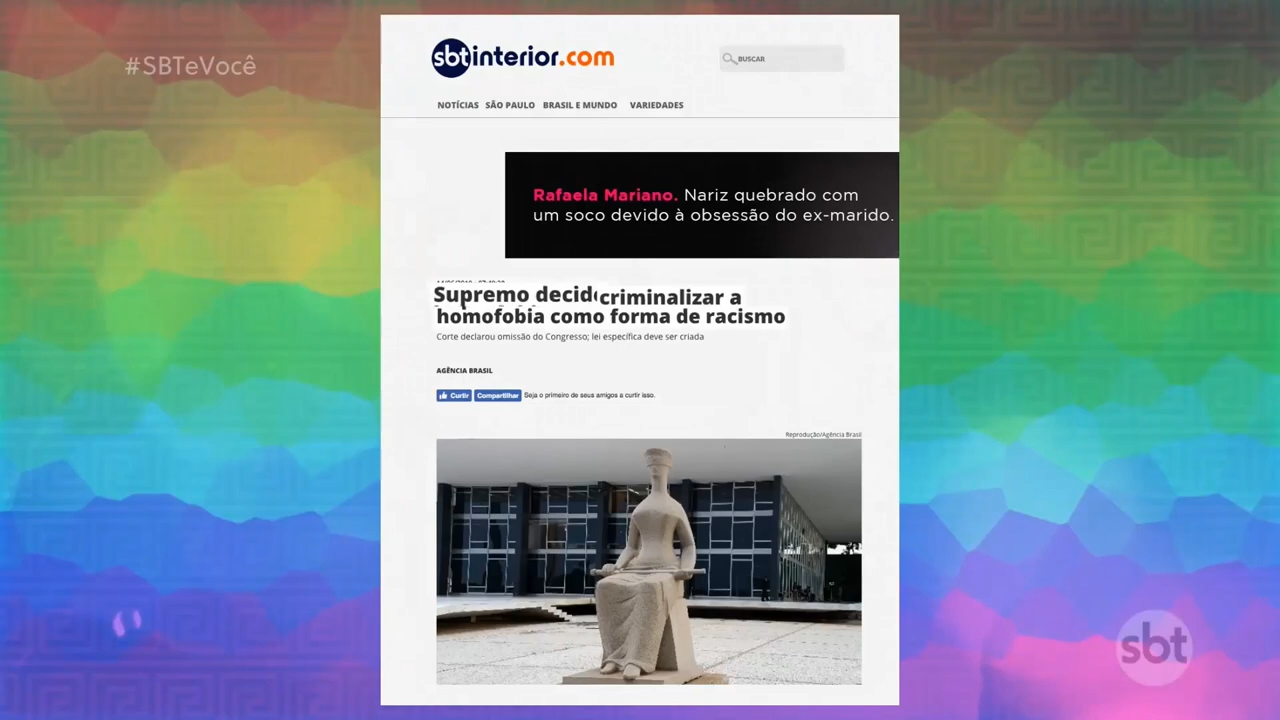 #SBTeVocê
sbtinterior.com
BUSCAR
NOTÍCIAS SÃO PAULO BRASIL E MUNDO VARIEDADES
Rafaela Mariano. Nariz quebrado com
um soco devido à obsessão do ex-marido.
Supremo criminalizar a
homofobia como forma de racismo
Corte declarou omissão do Congresso; lei específica deve ser criada
AGÊNCIA BRASIL
Curtir Compartilhar Seja o primeiro de seus amigos a curtir isso.
Reprodução/Agência Brasil
sbt